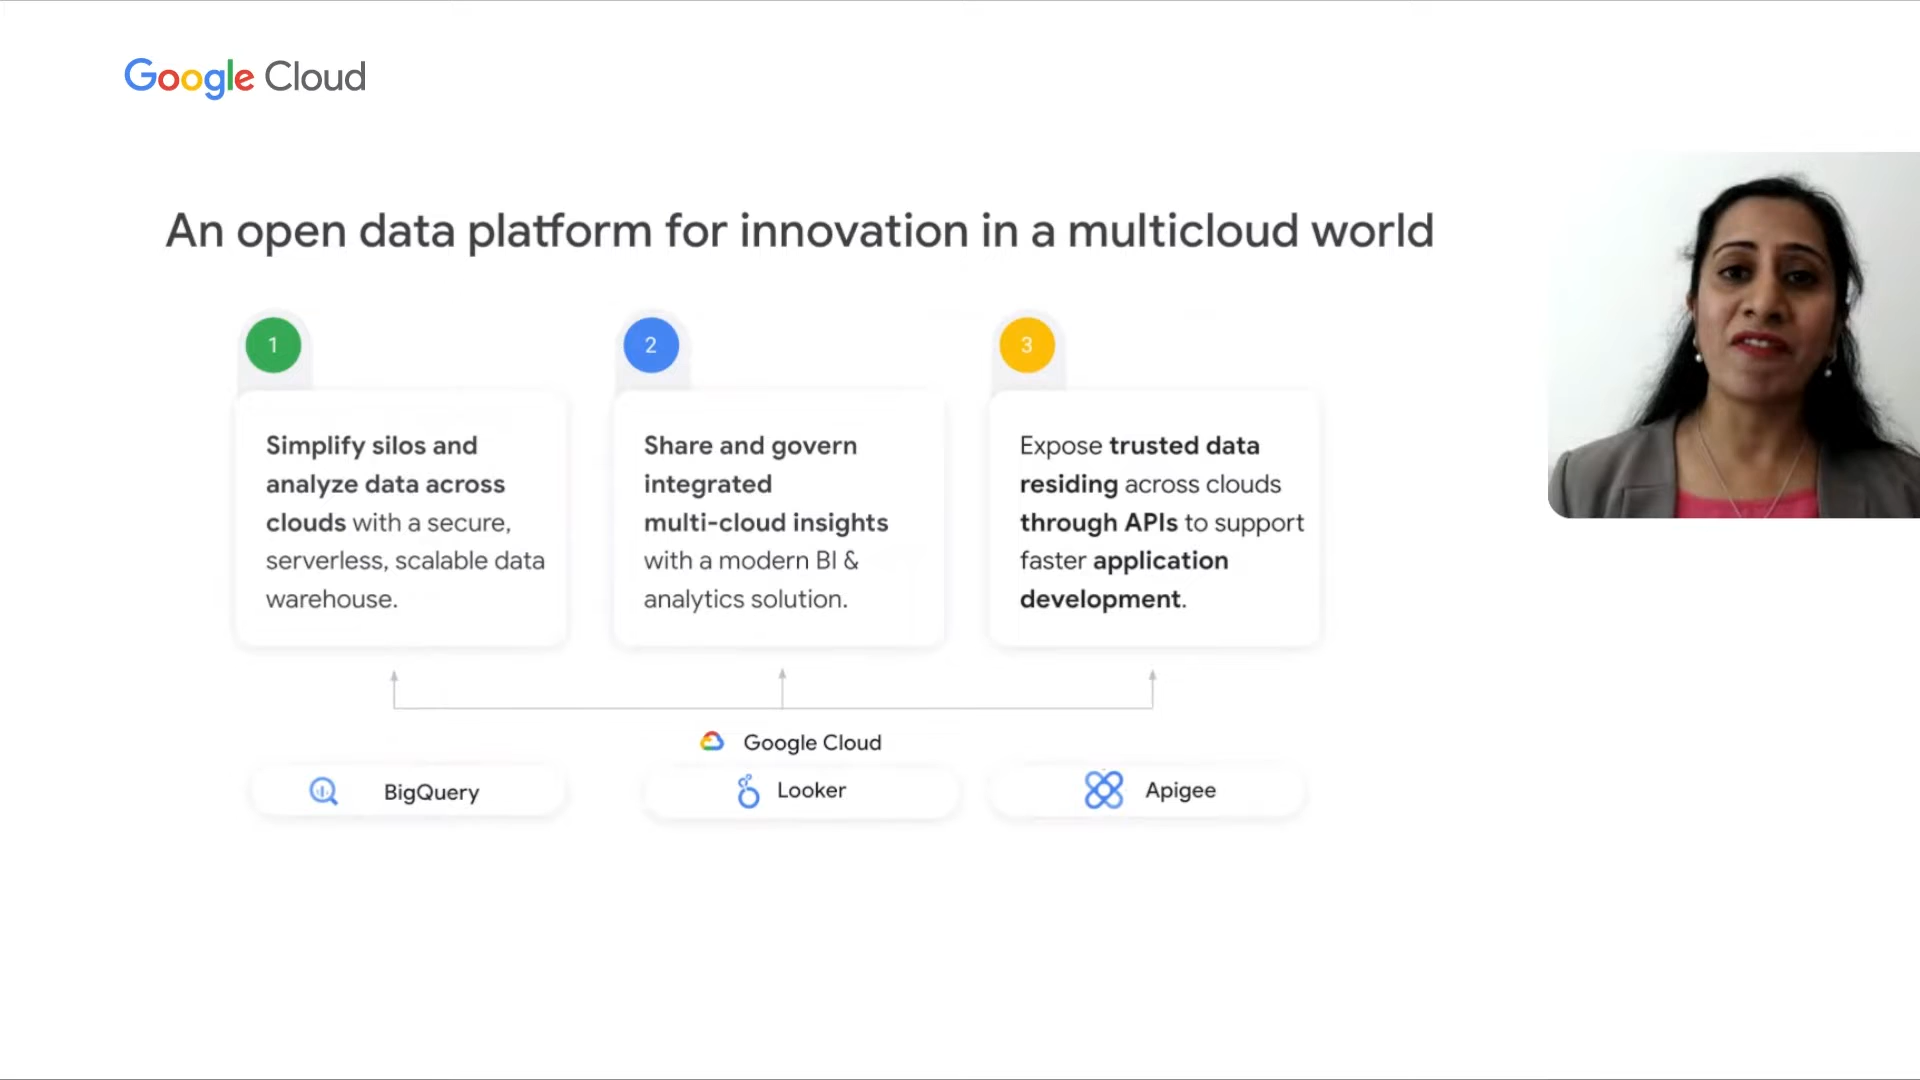 Google Cloud
An open data platform for innovation in a multicloud world
1
Simplify silos and
analyze data across
clouds with a secure,
serverless, scalable data
warehouse.
2
Share and govern
integrated
multi-cloud insights
with a modern BI &
analytics solution.
3
Expose trusted data
residing across clouds
through APIs to support
faster application
development.
Google Cloud
BigQuery
Looker
Apigee